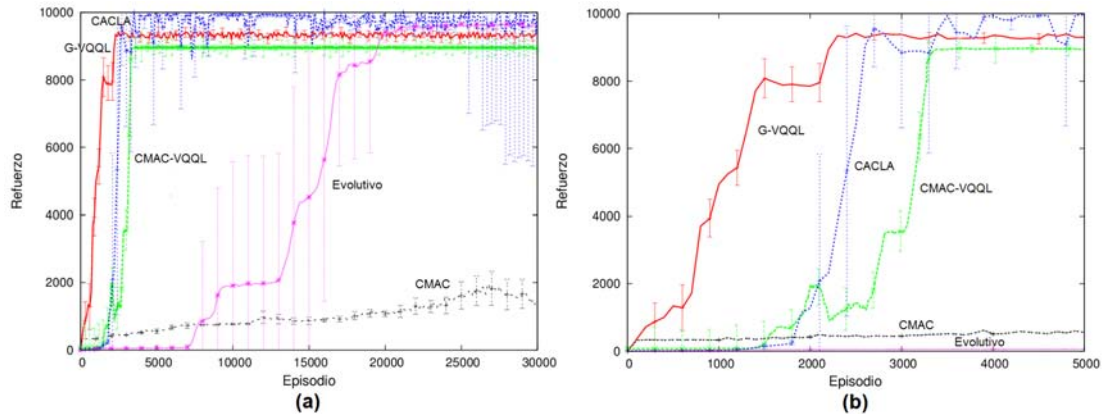 10000
8000
6000
4000
2000
0
Refuerzo
CACLA
G-VQQL
CMAC-VQQL
Evolutivo
CMAC
0 5000 10000 15000 20000 25000 30000
Episodio
(a)
10000
8000
6000
4000
2000
0
Refuerzo
G-VQQL
CACLA
CMAC-VQQL
CMAC
Evolutivo
0 1000 2000 3000 4000 5000
Episodio
(b)